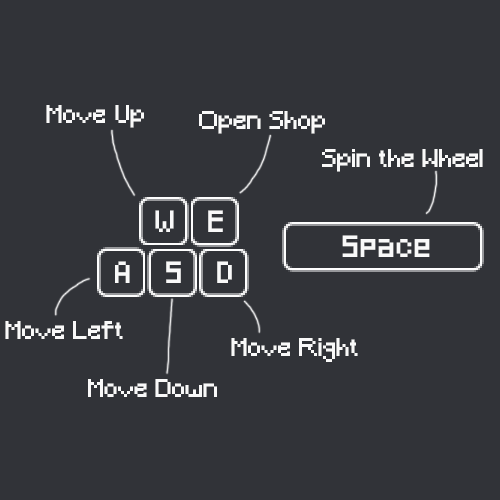 Move Up
Open Shop
Spin the Wheel
W E
Space
A S D
Move Left
Move Right
Move Down